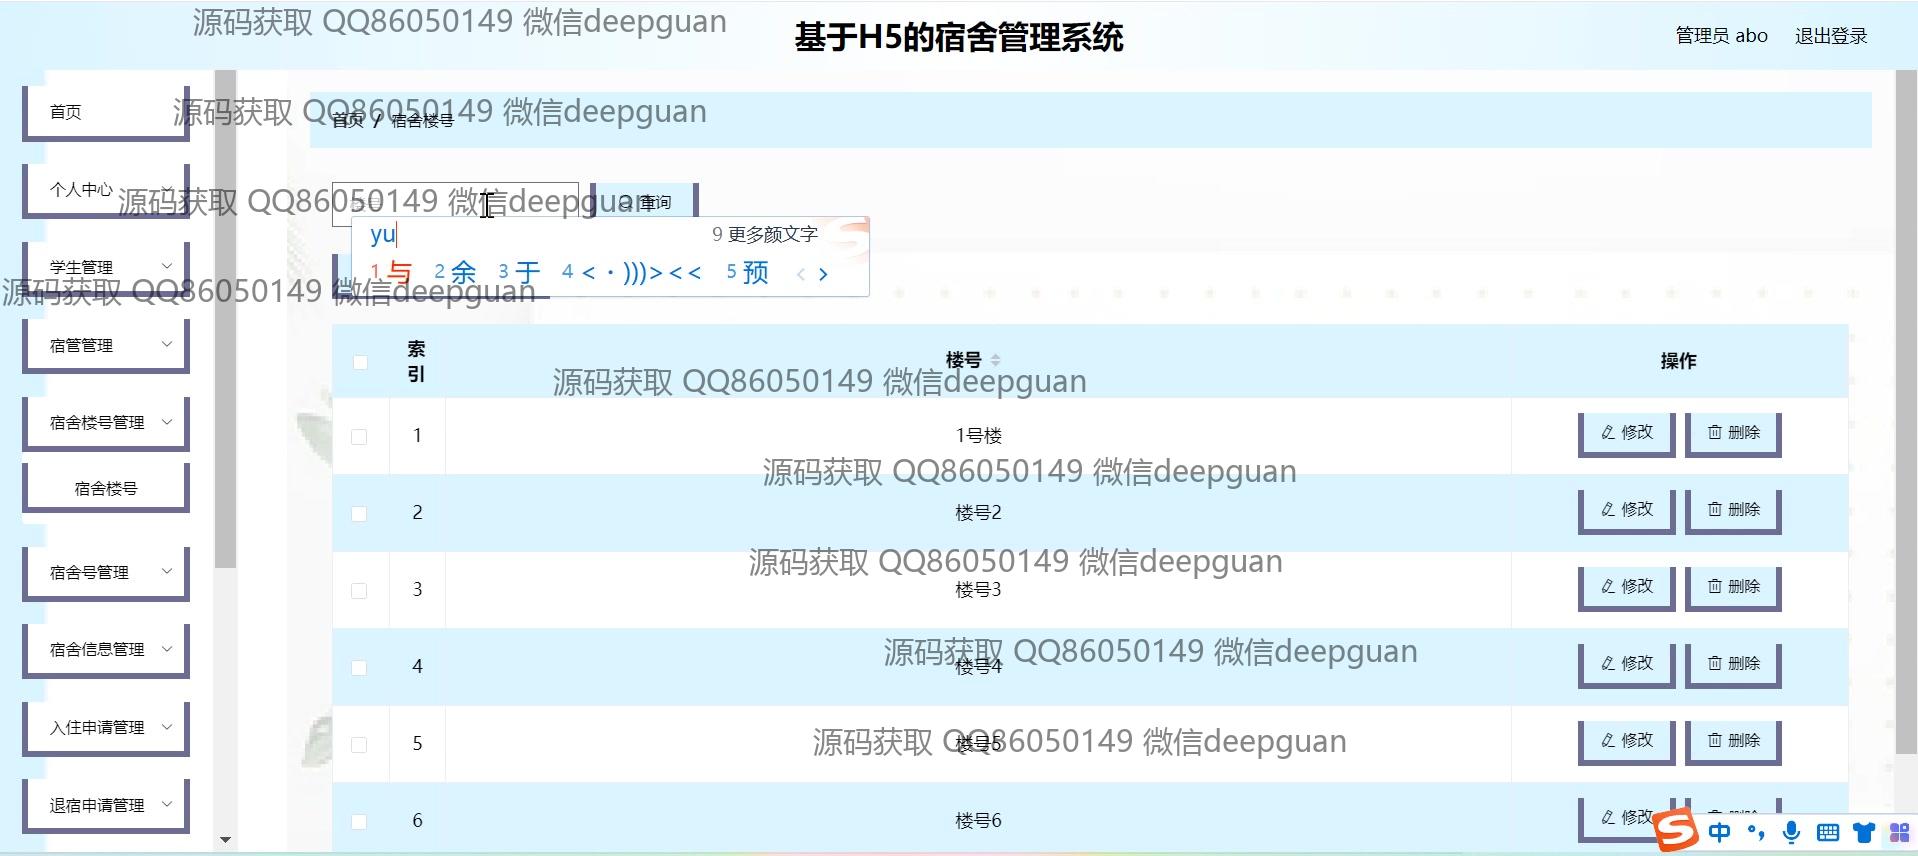 源码获取 QQ86050149 微信deepguan
基于H5的宿舍管理系统
管理员 abo
退出登录
首页
源码获取 QQ86050149 微信deepguan
首页 / 宿舍楼号
个人中心
源码获取 QQ86050149 微信deepguan
查询
yu
9 更多颜文字
1 与 2 余 3 于 4 < · )))> < < 5 预
学生管理
源码获取 QQ86050149 微信deepguan
宿管管理
索引
楼号
操作
源码获取 QQ86050149 微信deepguan
宿舍楼号管理
1
1号楼
修改
删除
源码获取 QQ86050149 微信deepguan
宿舍楼号
2
楼号2
修改
删除
源码获取 QQ86050149 微信deepguan
宿舍号管理
3
楼号3
修改
删除
宿舍信息管理
源码获取 QQ86050149 微信deepguan
4
楼号4
修改
删除
入住申请管理
源码获取 QQ86050149 微信deepguan
5
楼号5
修改
删除
退宿申请管理
6
楼号6
修改
删除
中